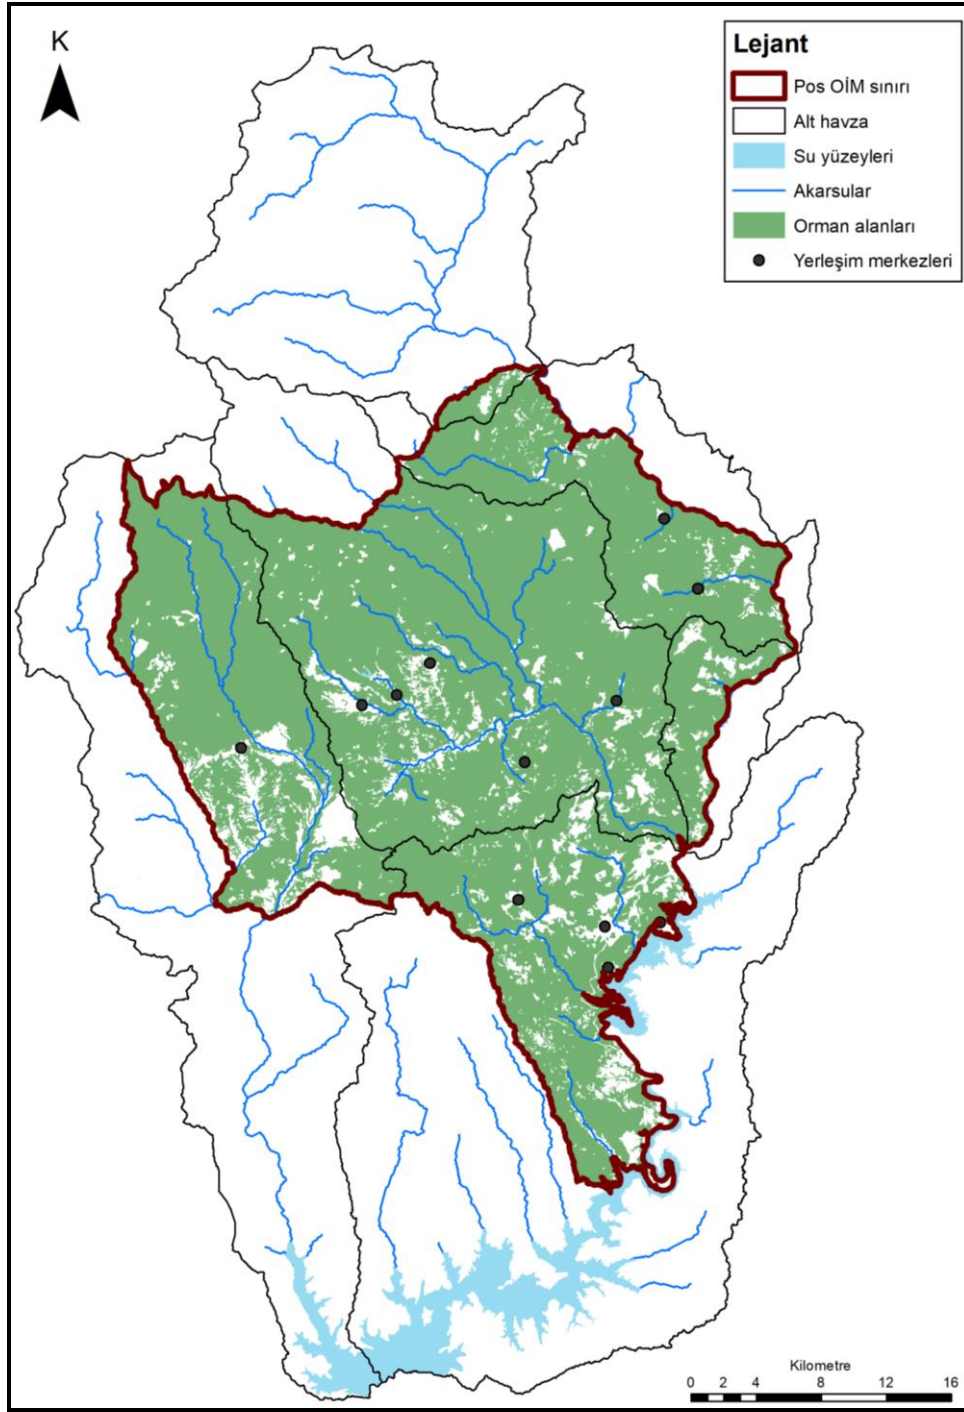 K
Lejant
Pos OİM sınırı
Alt havza
Su yüzeyleri
Akarsular
Orman alanları
Yerleşim merkezleri
Kilometre
0 2 4 8 12 16